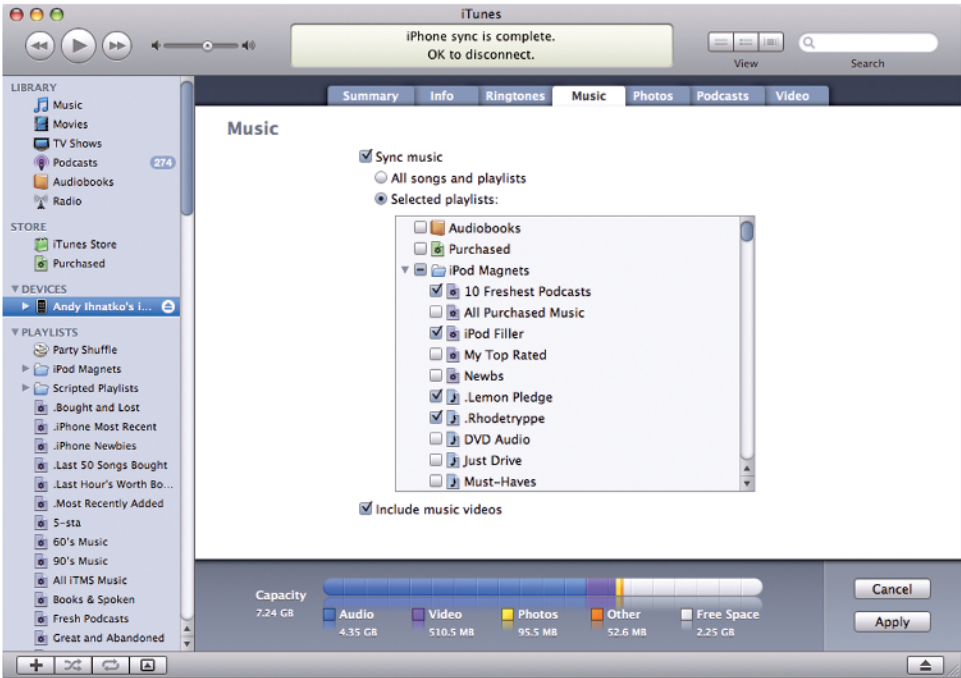 iTunes
iPhone sync is complete.
OK to disconnect.
View
Search
LIBRARY
Music
Movies
TV Shows
Podcasts 274
Audiobooks
Radio
STORE
iTunes Store
Purchased
DEVICES
Andy Ihnatko's i...
PLAYLISTS
Party Shuffle
iPod Magnets
Scripted Playlists
.Bought and Lost
.iPhone Most Recent
.iPhone Newbies
.Last 50 Songs Bought
.Last Hour's Worth Bo...
.Most Recently Added
5-sta
60's Music
90's Music
All iTMS Music
Books & Spoken
Fresh Podcasts
Great and Abandoned
Summary Info Ringtones Music Photos Podcasts Video
Music
Sync music
All songs and playlists
Selected playlists:
Audiobooks
Purchased
iPod Magnets
10 Freshest Podcasts
All Purchased Music
iPod Filler
My Top Rated
Newbs
.Lemon Pledge
.Rhodetryppe
DVD Audio
Just Drive
Must-Haves
Include music videos
Capacity
7.24 GB
Audio Video Photos Other Free Space
4.35 GB 510.5 MB 95.5 MB 52.6 MB 2.25 GB
Cancel
Apply